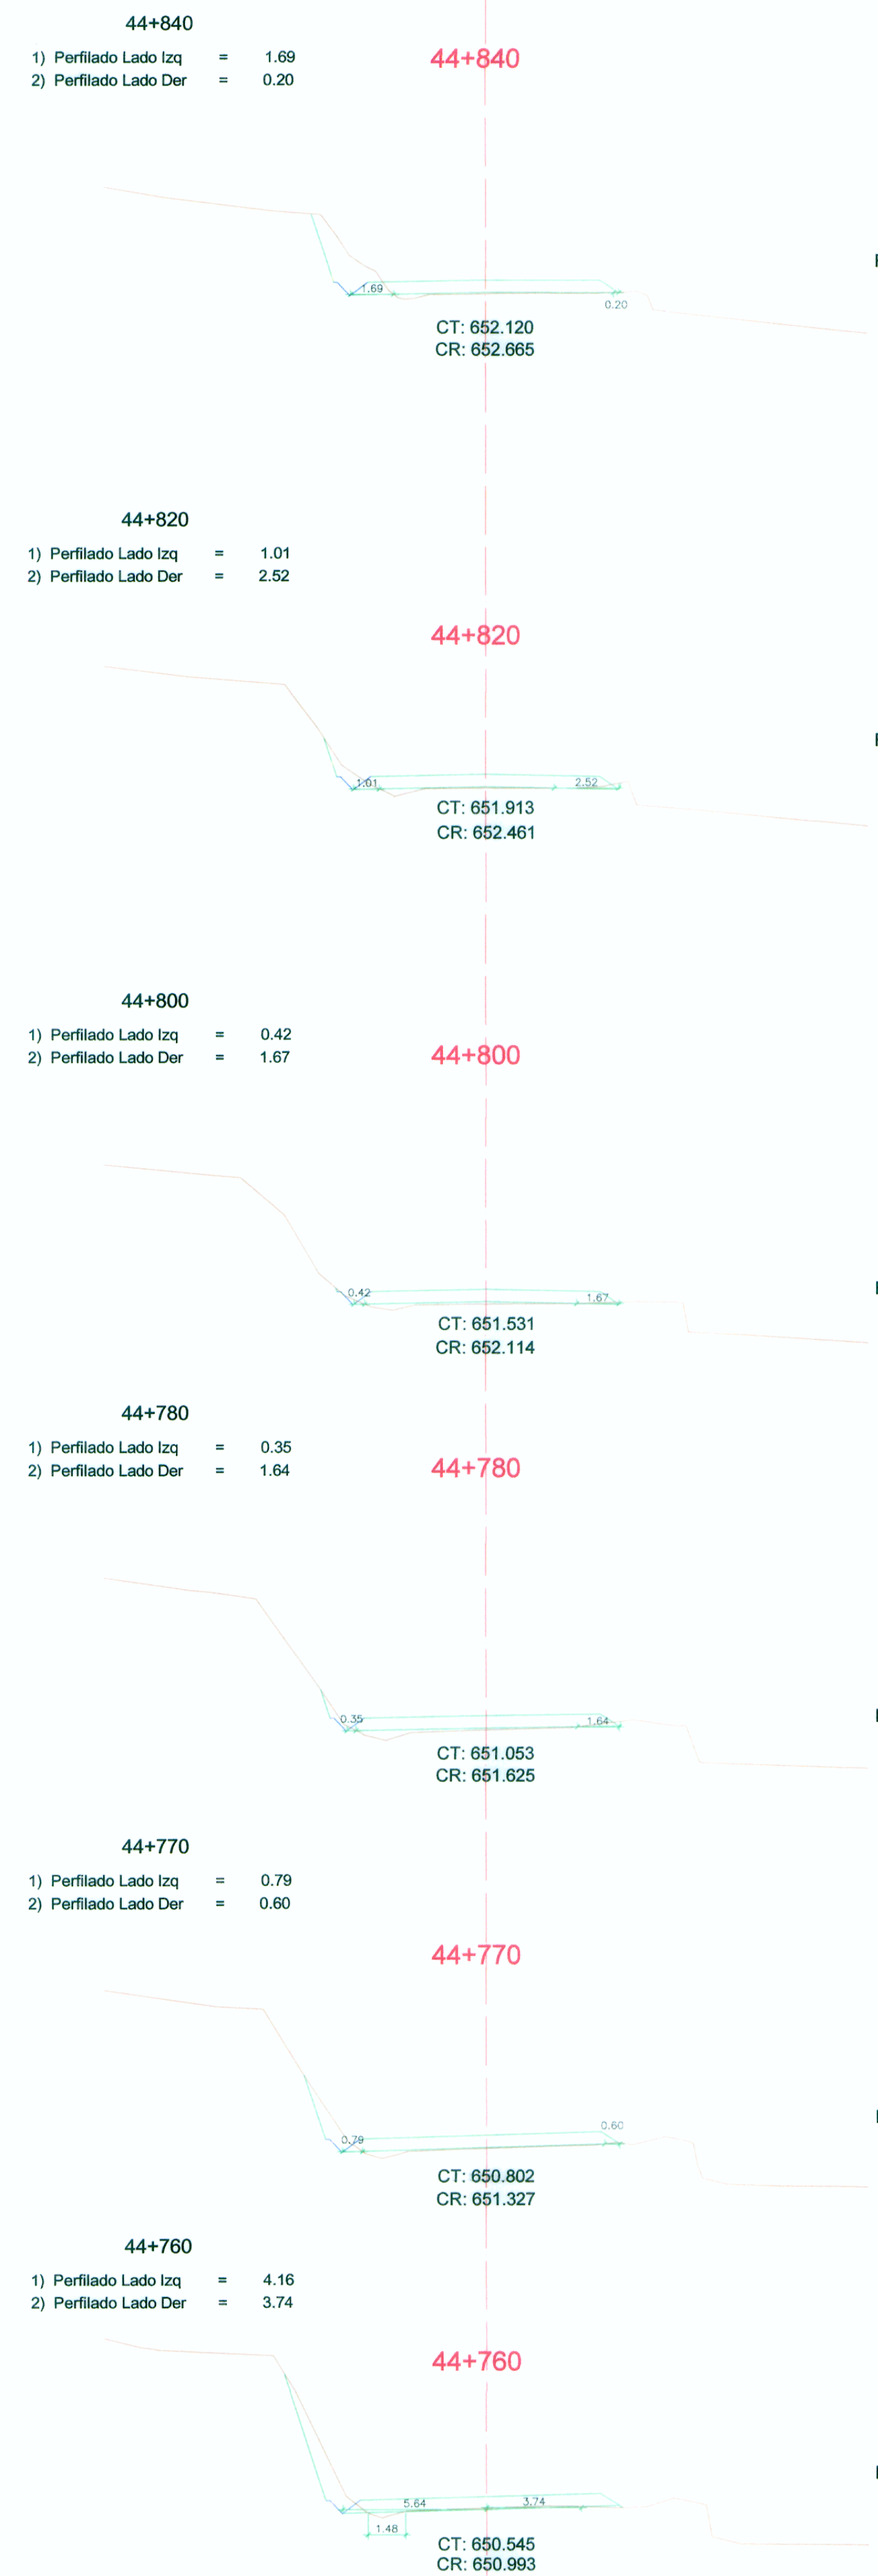 44+840
1) Perfilado Lado Izq = 1.69
2) Perfilado Lado Der = 0.20
44+840
1.69
0.20
CT: 652.120
CR: 652.665
44+820
1) Perfilado Lado Izq = 1.01
2) Perfilado Lado Der = 2.52
44+820
1.01 2.52
CT: 651.913
CR: 652.461
44+800
1) Perfilado Lado Izq = 0.42
2) Perfilado Lado Der = 1.67
44+800
0.42 1.67
CT: 651.531
CR: 652.114
44+780
1) Perfilado Lado Izq = 0.35
2) Perfilado Lado Der = 1.64
44+780
0.35 1.64
CT: 651.053
CR: 651.625
44+770
1) Perfilado Lado Izq = 0.79
2) Perfilado Lado Der = 0.60
44+770
0.60
0.79
CT: 650.802
CR: 651.327
44+760
1) Perfilado Lado Izq = 4.16
2) Perfilado Lado Der = 3.74
44+760
5.64 3.74
1.48
CT: 650.545
CR: 650.993